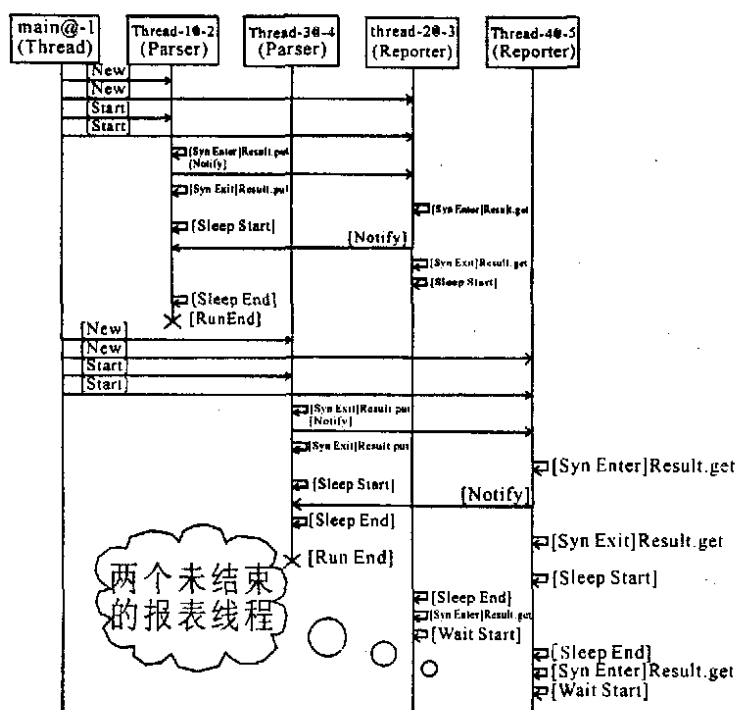 main@-1
(Thread)
Thread-1@-2
(Parser)
Thread-3@-4
(Parser)
thread-2@-3
(Reporter)
Thread-4@-5
(Reporter)
[New]
[New]
[Start]
[Start]
[Syn Enter]Result.put
[Notify]
[Syn Exit]Result.put
[Syn Enter]Result.get
[Sleep Start]
[Notify]
[Syn Exit]Result.get
[Sleep Start]
[Sleep End]
[RunEnd]
[New]
[New]
[Start]
[Start]
[Syn Exit]Result.put
[Notify]
[Syn Exit]Result.put
[Syn Enter]Result.get
[Sleep Start]
[Notify]
[Sleep End]
[Syn Exit]Result.get
[Run End]
[Sleep Start]
两个未结束
的报表线程
[Sleep End]
[Syn Enter]Result.get
[Wait Start]
[Sleep End]
[Syn Enter]Result.get
[Wait Start]